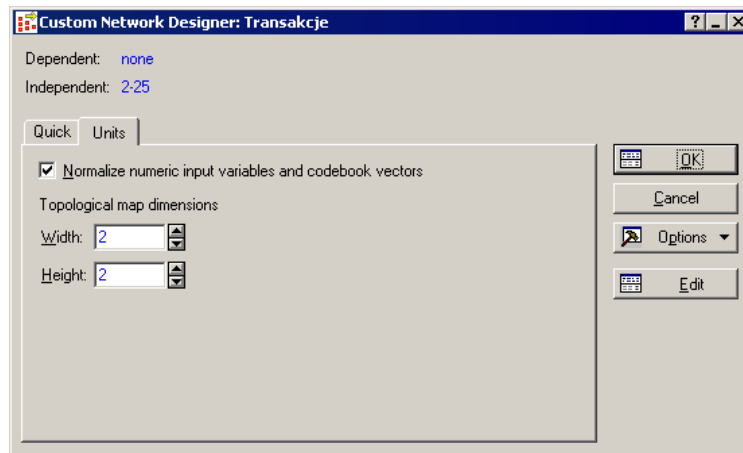 Custom Network Designer: Transakcje
Dependent: none
Independent: 2-25
Quick Units
Normalize numeric input variables and codebook vectors
Topological map dimensions
Width: 2
Height: 2
OK
Cancel
Options
Edit